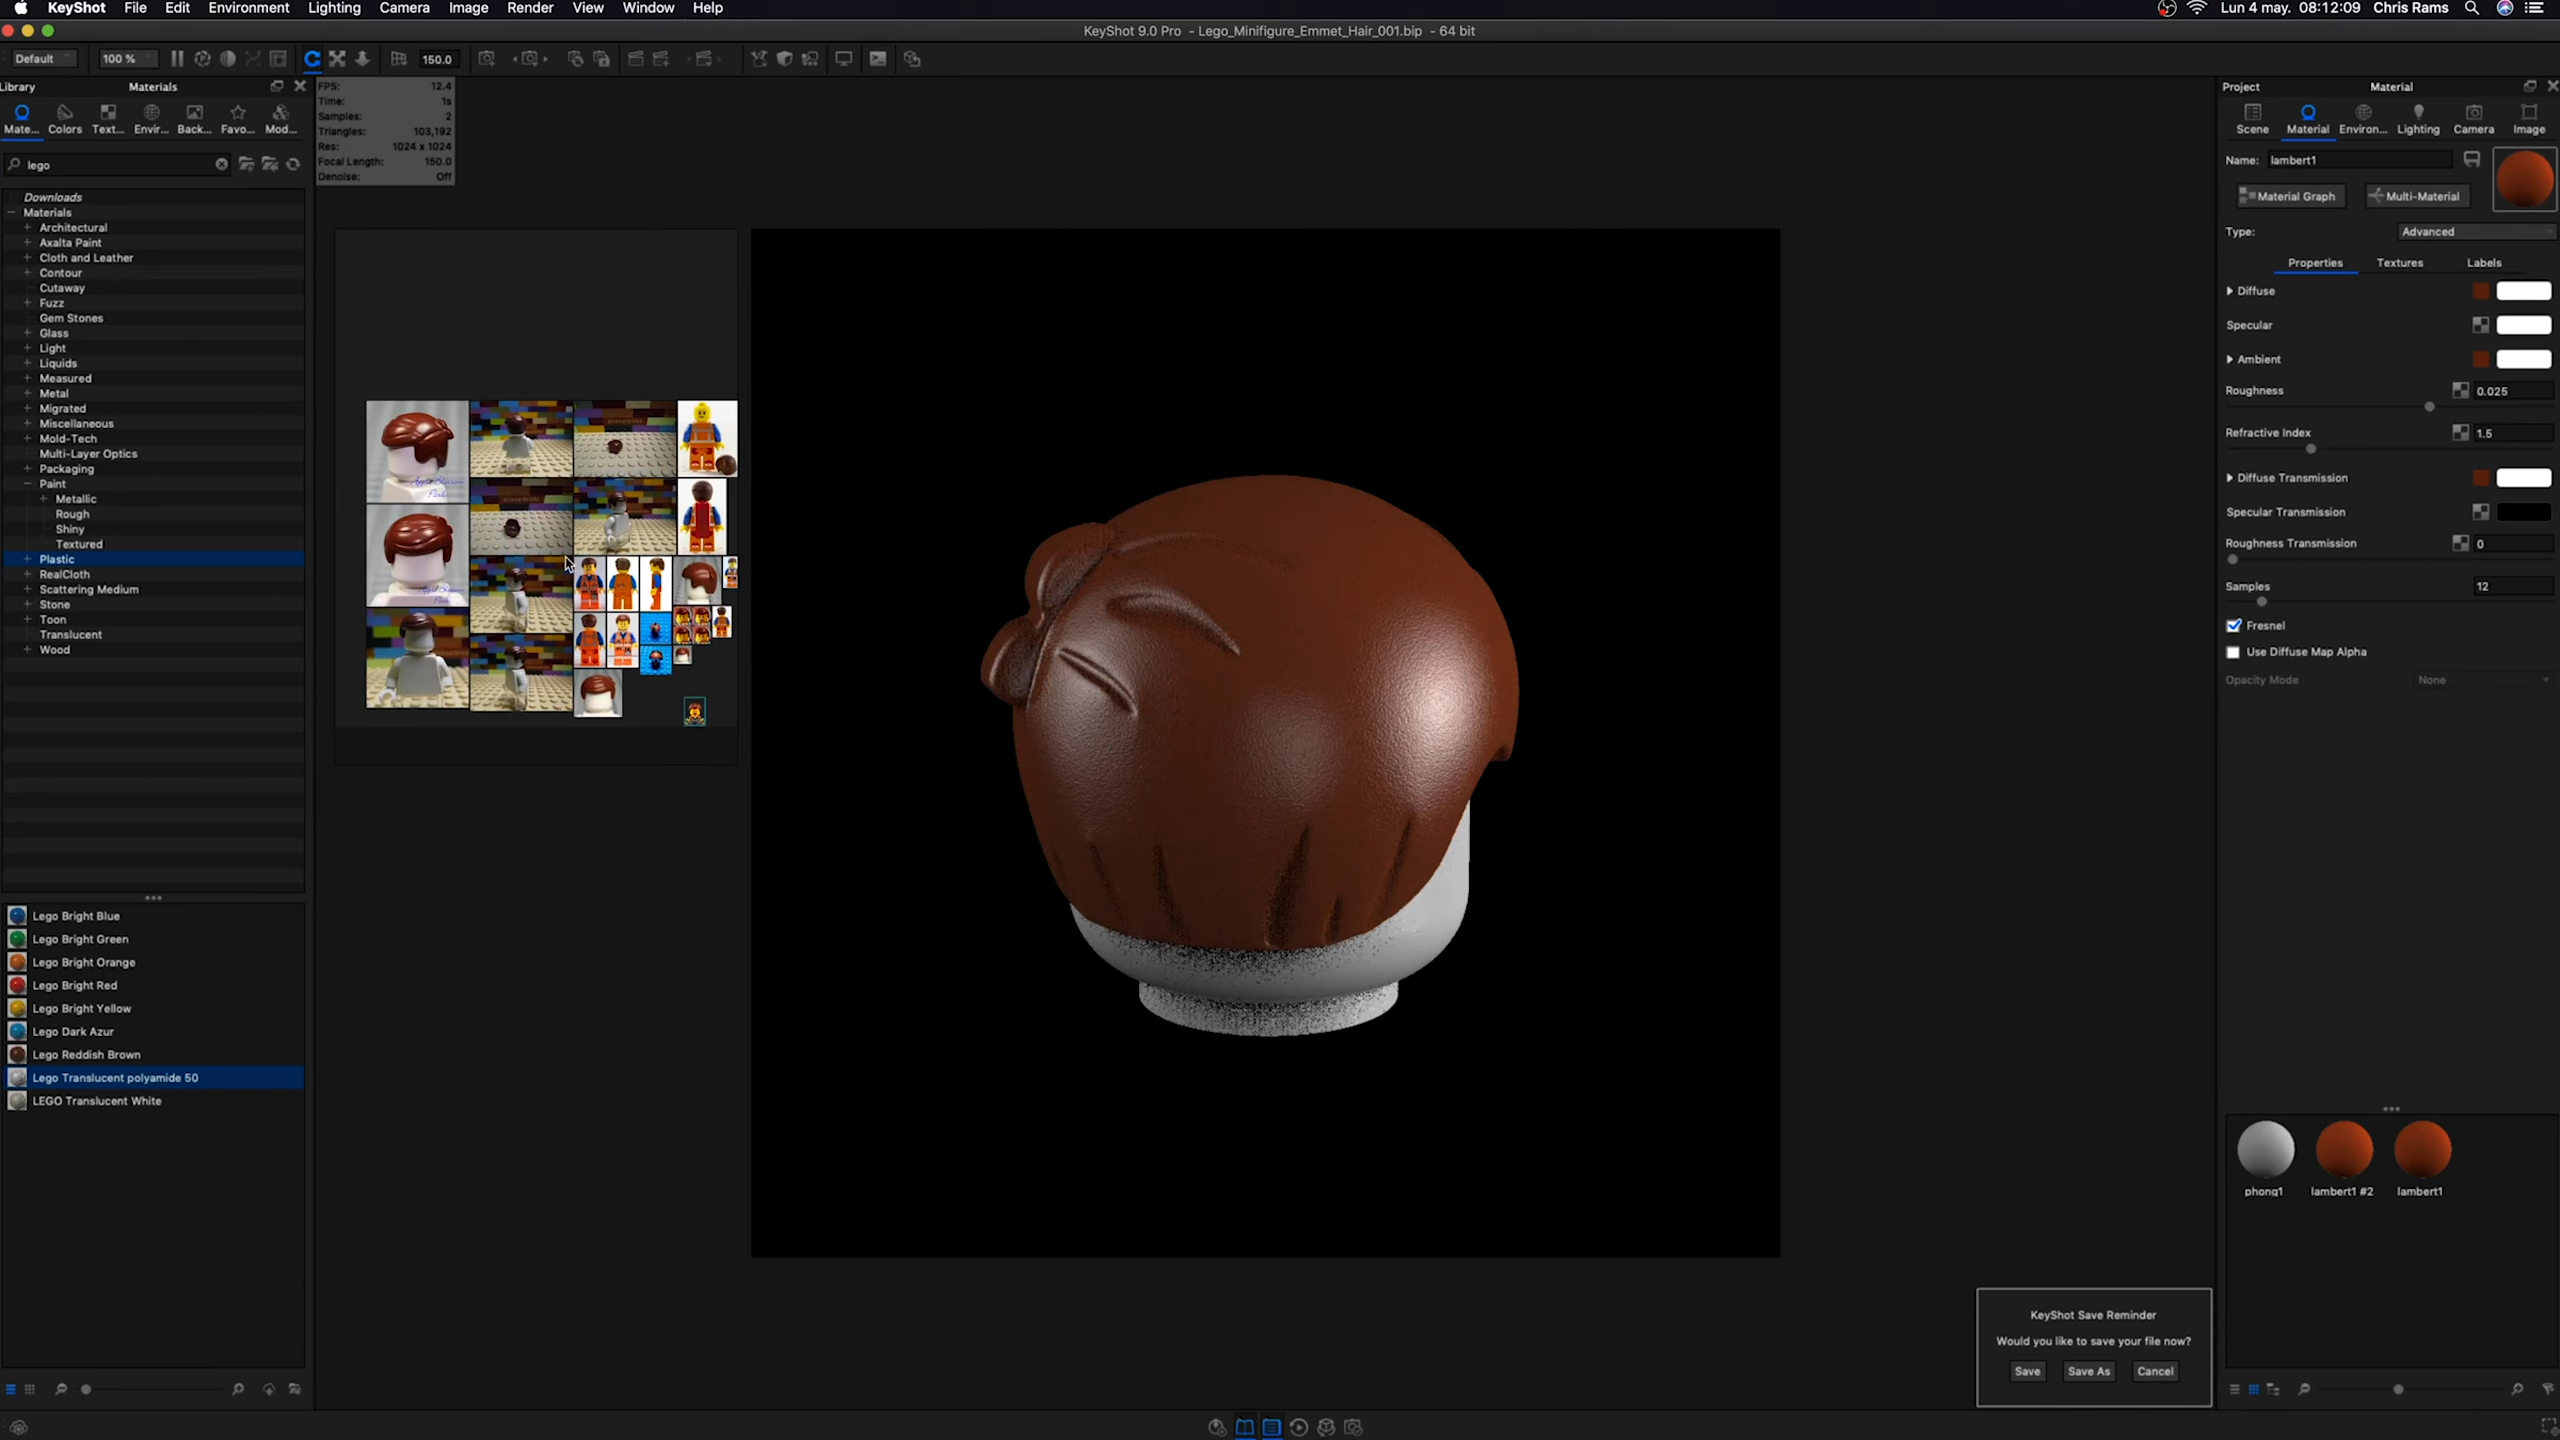 KeyShot File Edit Environment Lighting Camera Image Render View Window Help
Lun 4 may. 08:12:09 Chris Rams
KeyShot 9.0 Pro - Lego_Minifigure_Emmet_Hair_001.bip - 64 bit
Default 100 % 150.0
Library Materials
Mate... Colors Text... Envir... Back... Favo... Mod...
lego
Downloads
Materials
Architectural
Axalta Paint
Cloth and Leather
Contour
Cutaway
Fuzz
Gem Stones
Glass
Light
Liquids
Measured
Metal
Migrated
Miscellaneous
Mold-Tech
Multi-Layer Optics
Packaging
Paint
Metallic
Rough
Shiny
Textured
Plastic
RealCloth
Scattering Medium
Stone
Toon
Translucent
Wood
Lego Bright Blue
Lego Bright Green
Lego Bright Orange
Lego Bright Red
Lego Bright Yellow
Lego Dark Azur
Lego Reddish Brown
Lego Translucent polyamide 50
LEGO Translucent White
FPS: 12.4
Time: 1s
Samples: 2
Triangles: 103,192
Res: 1024 x 1024
Focal Length: 150.0
Denoise: Off
Project Material
Scene Material Environ... Lighting Camera Image
Name: lambert1
Material Graph Multi-Material
Type: Advanced
Properties Textures Labels
Diffuse
Specular
Ambient
Roughness 0.025
Refractive Index 1.5
Diffuse Transmission
Specular Transmission
Roughness Transmission 0
Samples 12
Fresnel
Use Diffuse Map Alpha
Opacity Mode None
phong1 lambert1 #2 lambert1
KeyShot Save Reminder
Would you like to save your file now?
Save Save As Cancel